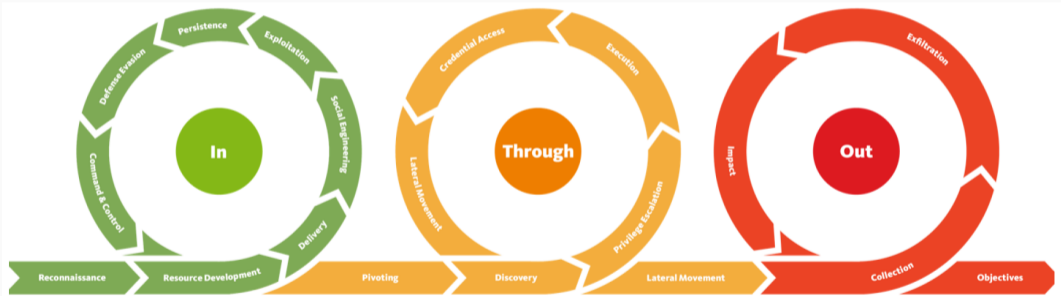 Reconnaissance
Resource Development
Delivery
Social Engineering
Exploitation
Persistence
Defense Evasion
Command & Control
In
Pivoting
Discovery
Privilege Escalation
Execution
Credential Access
Lateral Movement
Through
Lateral Movement
Collection
Exfiltration
Impact
Out
Objectives